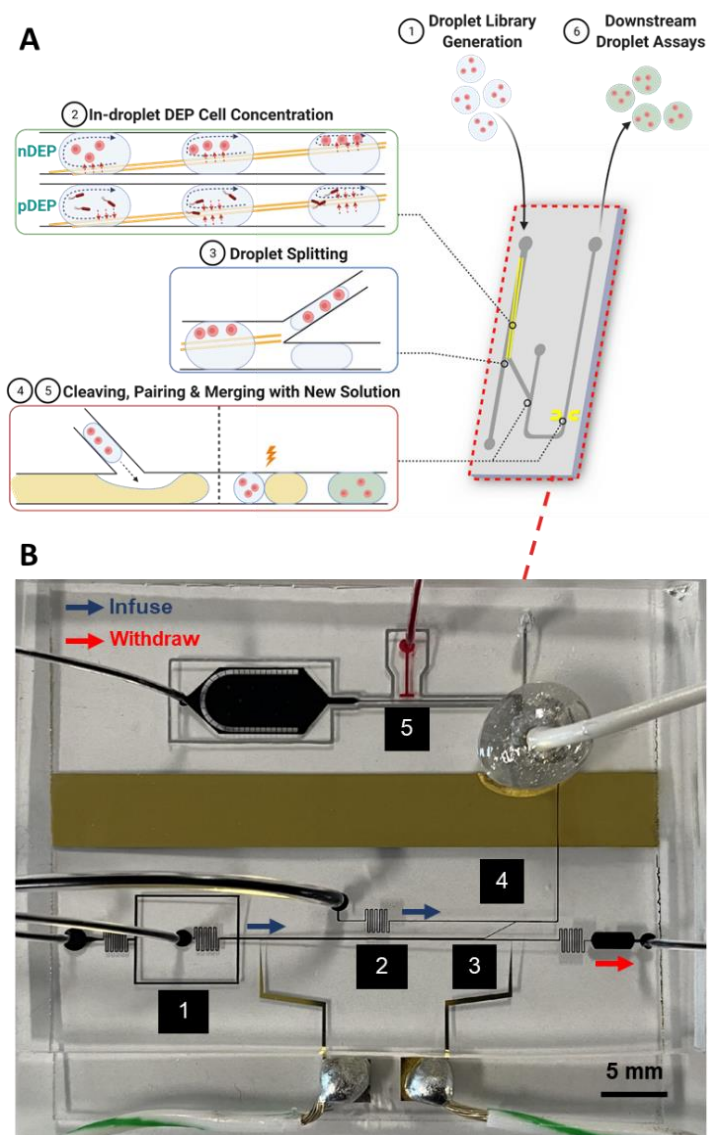 A
1 Droplet Library
Generation
6 Downstream
Droplet Assays
2 In-droplet DEP Cell Concentration
nDEP
pDEP
3 Droplet Splitting
4 5 Cleaving, Pairing & Merging with New Solution
B
Infuse
Withdraw
5
4
2
3
1
5 mm